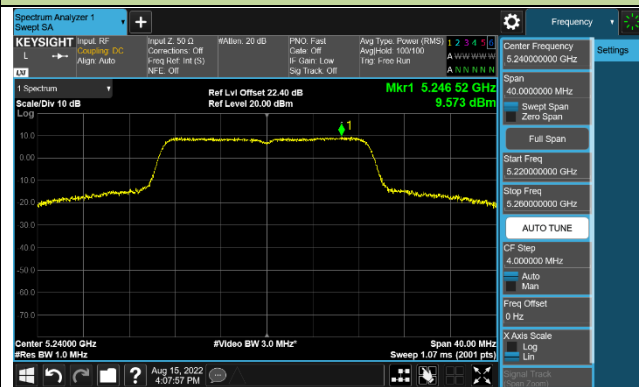 Spectrum Analyzer 1
Swept SA
+
Frequency
KEYSIGHT
Input: RF
Coupling: DC
Align: Auto
Input Z: 50 Ω
Corrections: Off
Freq Ref: Int (S)
NFE: Off
#Atten: 20 dB
PNO: Fast
Gate: Off
IF Gain: Low
Sig Track: Off
Avg Type: Power (RMS)
Avg|Hold: 100/100
Trig: Free Run
1 2 3 4 5 6
A W W W W W
A N N N N N
L
LXI
Center Frequency
5.240000000 GHz
Settings
Span
40.0000000 MHz
Swept Span
Zero Span
Full Span
Start Freq
5.220000000 GHz
Stop Freq
5.260000000 GHz
AUTO TUNE
CF Step
4.000000 MHz
Auto
Man
Freq Offset
0 Hz
X Axis Scale
Log
Lin
Signal Track
(Span Zoom)
1 Spectrum
Scale/Div 10 dB
Log
Ref Lvl Offset 22.40 dB
Ref Level 20.00 dBm
Mkr1 5.246 52 GHz
9.573 dBm
1
10.0
0.00
-10.0
-20.0
-30.0
-40.0
-50.0
-60.0
-70.0
Center 5.24000 GHz
#Res BW 1.0 MHz
#Video BW 3.0 MHz*
Span 40.00 MHz
Sweep 1.07 ms (2001 pts)
?
Aug 15, 2022
4:07:57 PM